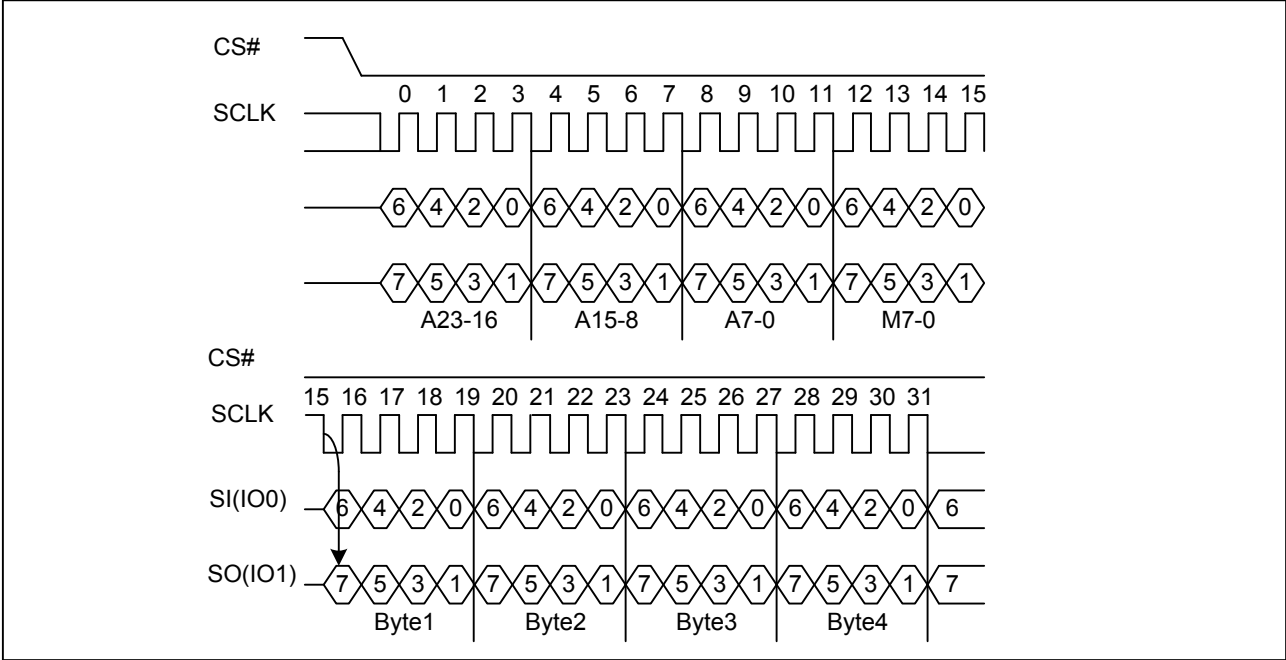 CS#
0 1 2 3 4 5 6 7 8 9 10 11 12 13 14 15
SCLK
6 4 2 0 6 4 2 0 6 4 2 0 6 4 2 0
7 5 3 1 7 5 3 1 7 5 3 1 7 5 3 1
A23-16 A15-8 A7-0 M7-0
CS#
15 16 17 18 19 20 21 22 23 24 25 26 27 28 29 30 31
SCLK
SI(IO0) 6 4 2 0 6 4 2 0 6 4 2 0 6 4 2 0 6
SO(IO1) 7 5 3 1 7 5 3 1 7 5 3 1 7 5 3 1 7
Byte1 Byte2 Byte3 Byte4